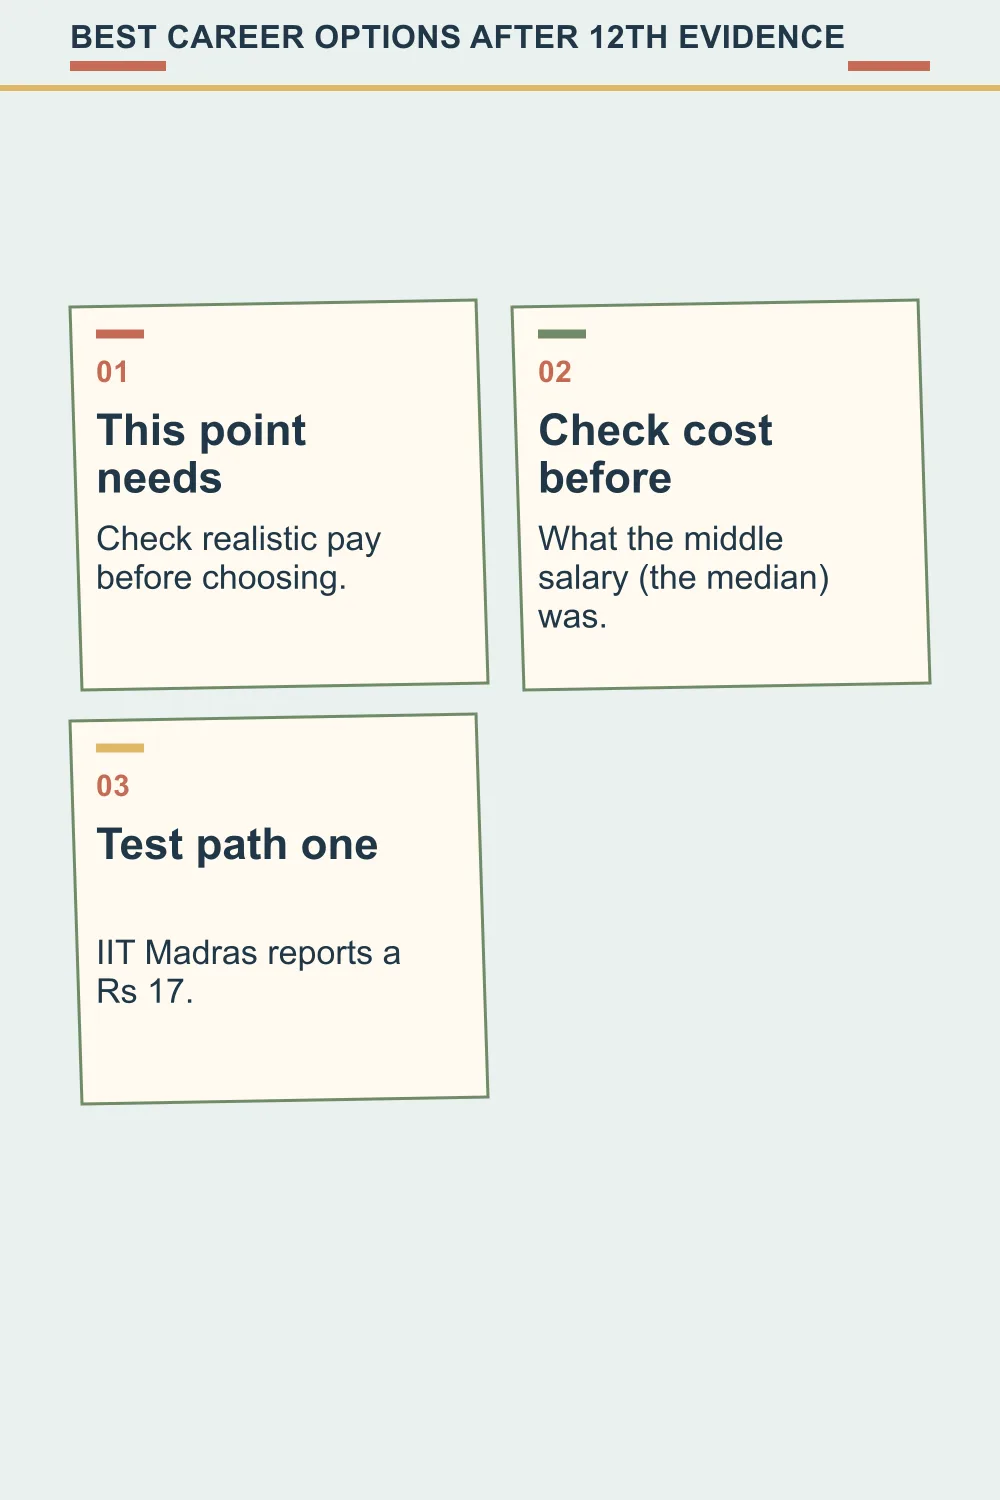 BEST CAREER OPTIONS AFTER 12TH EVIDENCE
01
This point
needs
Check realistic pay
before choosing.
02
Check cost
before
What the middle
salary (the median)
was.
03
Test path one
IIT Madras reports a
Rs 17.